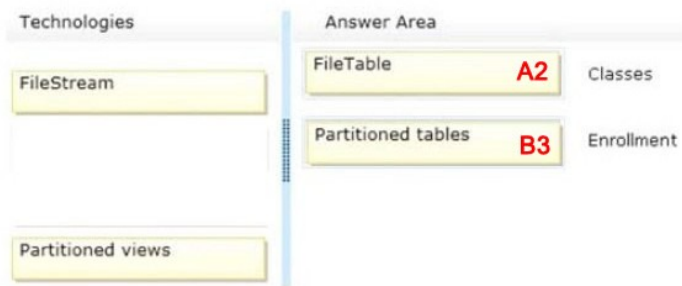 Technologies
Answer Area
FileStream
FileTable A2 Classes
Partitioned tables B3 Enrollment
Partitioned views